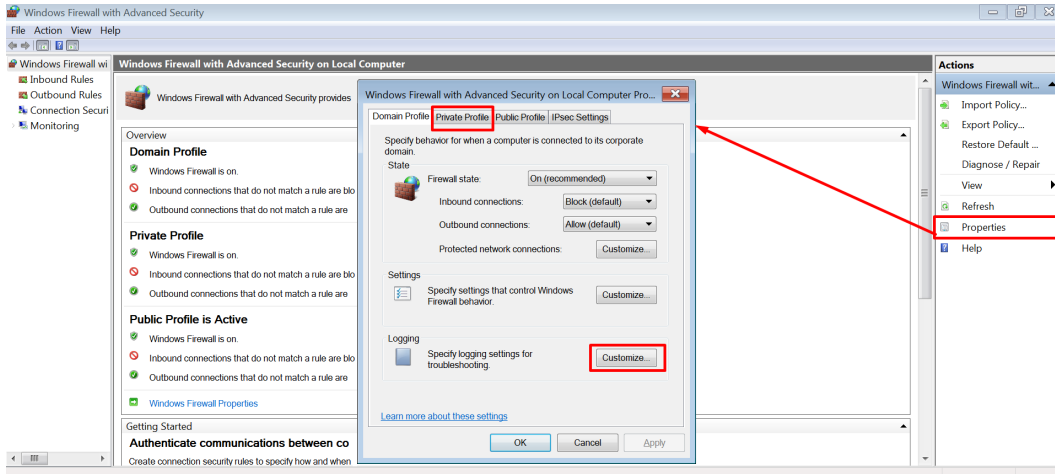 Windows Firewall with Advanced Security
File Action View Help
Windows Firewall wi
Inbound Rules
Outbound Rules
Connection Securi
Monitoring
Windows Firewall with Advanced Security on Local Computer
Windows Firewall with Advanced Security provides
Overview
Domain Profile
Windows Firewall is on.
Inbound connections that do not match a rule are blo
Outbound connections that do not match a rule are
Private Profile
Windows Firewall is on.
Inbound connections that do not match a rule are blo
Outbound connections that do not match a rule are
Public Profile is Active
Windows Firewall is on.
Inbound connections that do not match a rule are blo
Outbound connections that do not match a rule are
Windows Firewall Properties
Getting Started
Authenticate communications between co
Create connection security rules to specify how and when
Windows Firewall with Advanced Security on Local Computer Pro...
Domain Profile Private Profile Public Profile IPsec Settings
Specify behavior for when a computer is connected to its corporate
domain.
State
Firewall state: On (recommended)
Inbound connections: Block (default)
Outbound connections: Allow (default)
Protected network connections: Customize...
Settings
Specify settings that control Windows
Firewall behavior.
Customize...
Logging
Specify logging settings for
troubleshooting.
Customize...
Learn more about these settings
OK Cancel Apply
Actions
Windows Firewall wit...
Import Policy...
Export Policy...
Restore Default ...
Diagnose / Repair
View
Refresh
Properties
Help